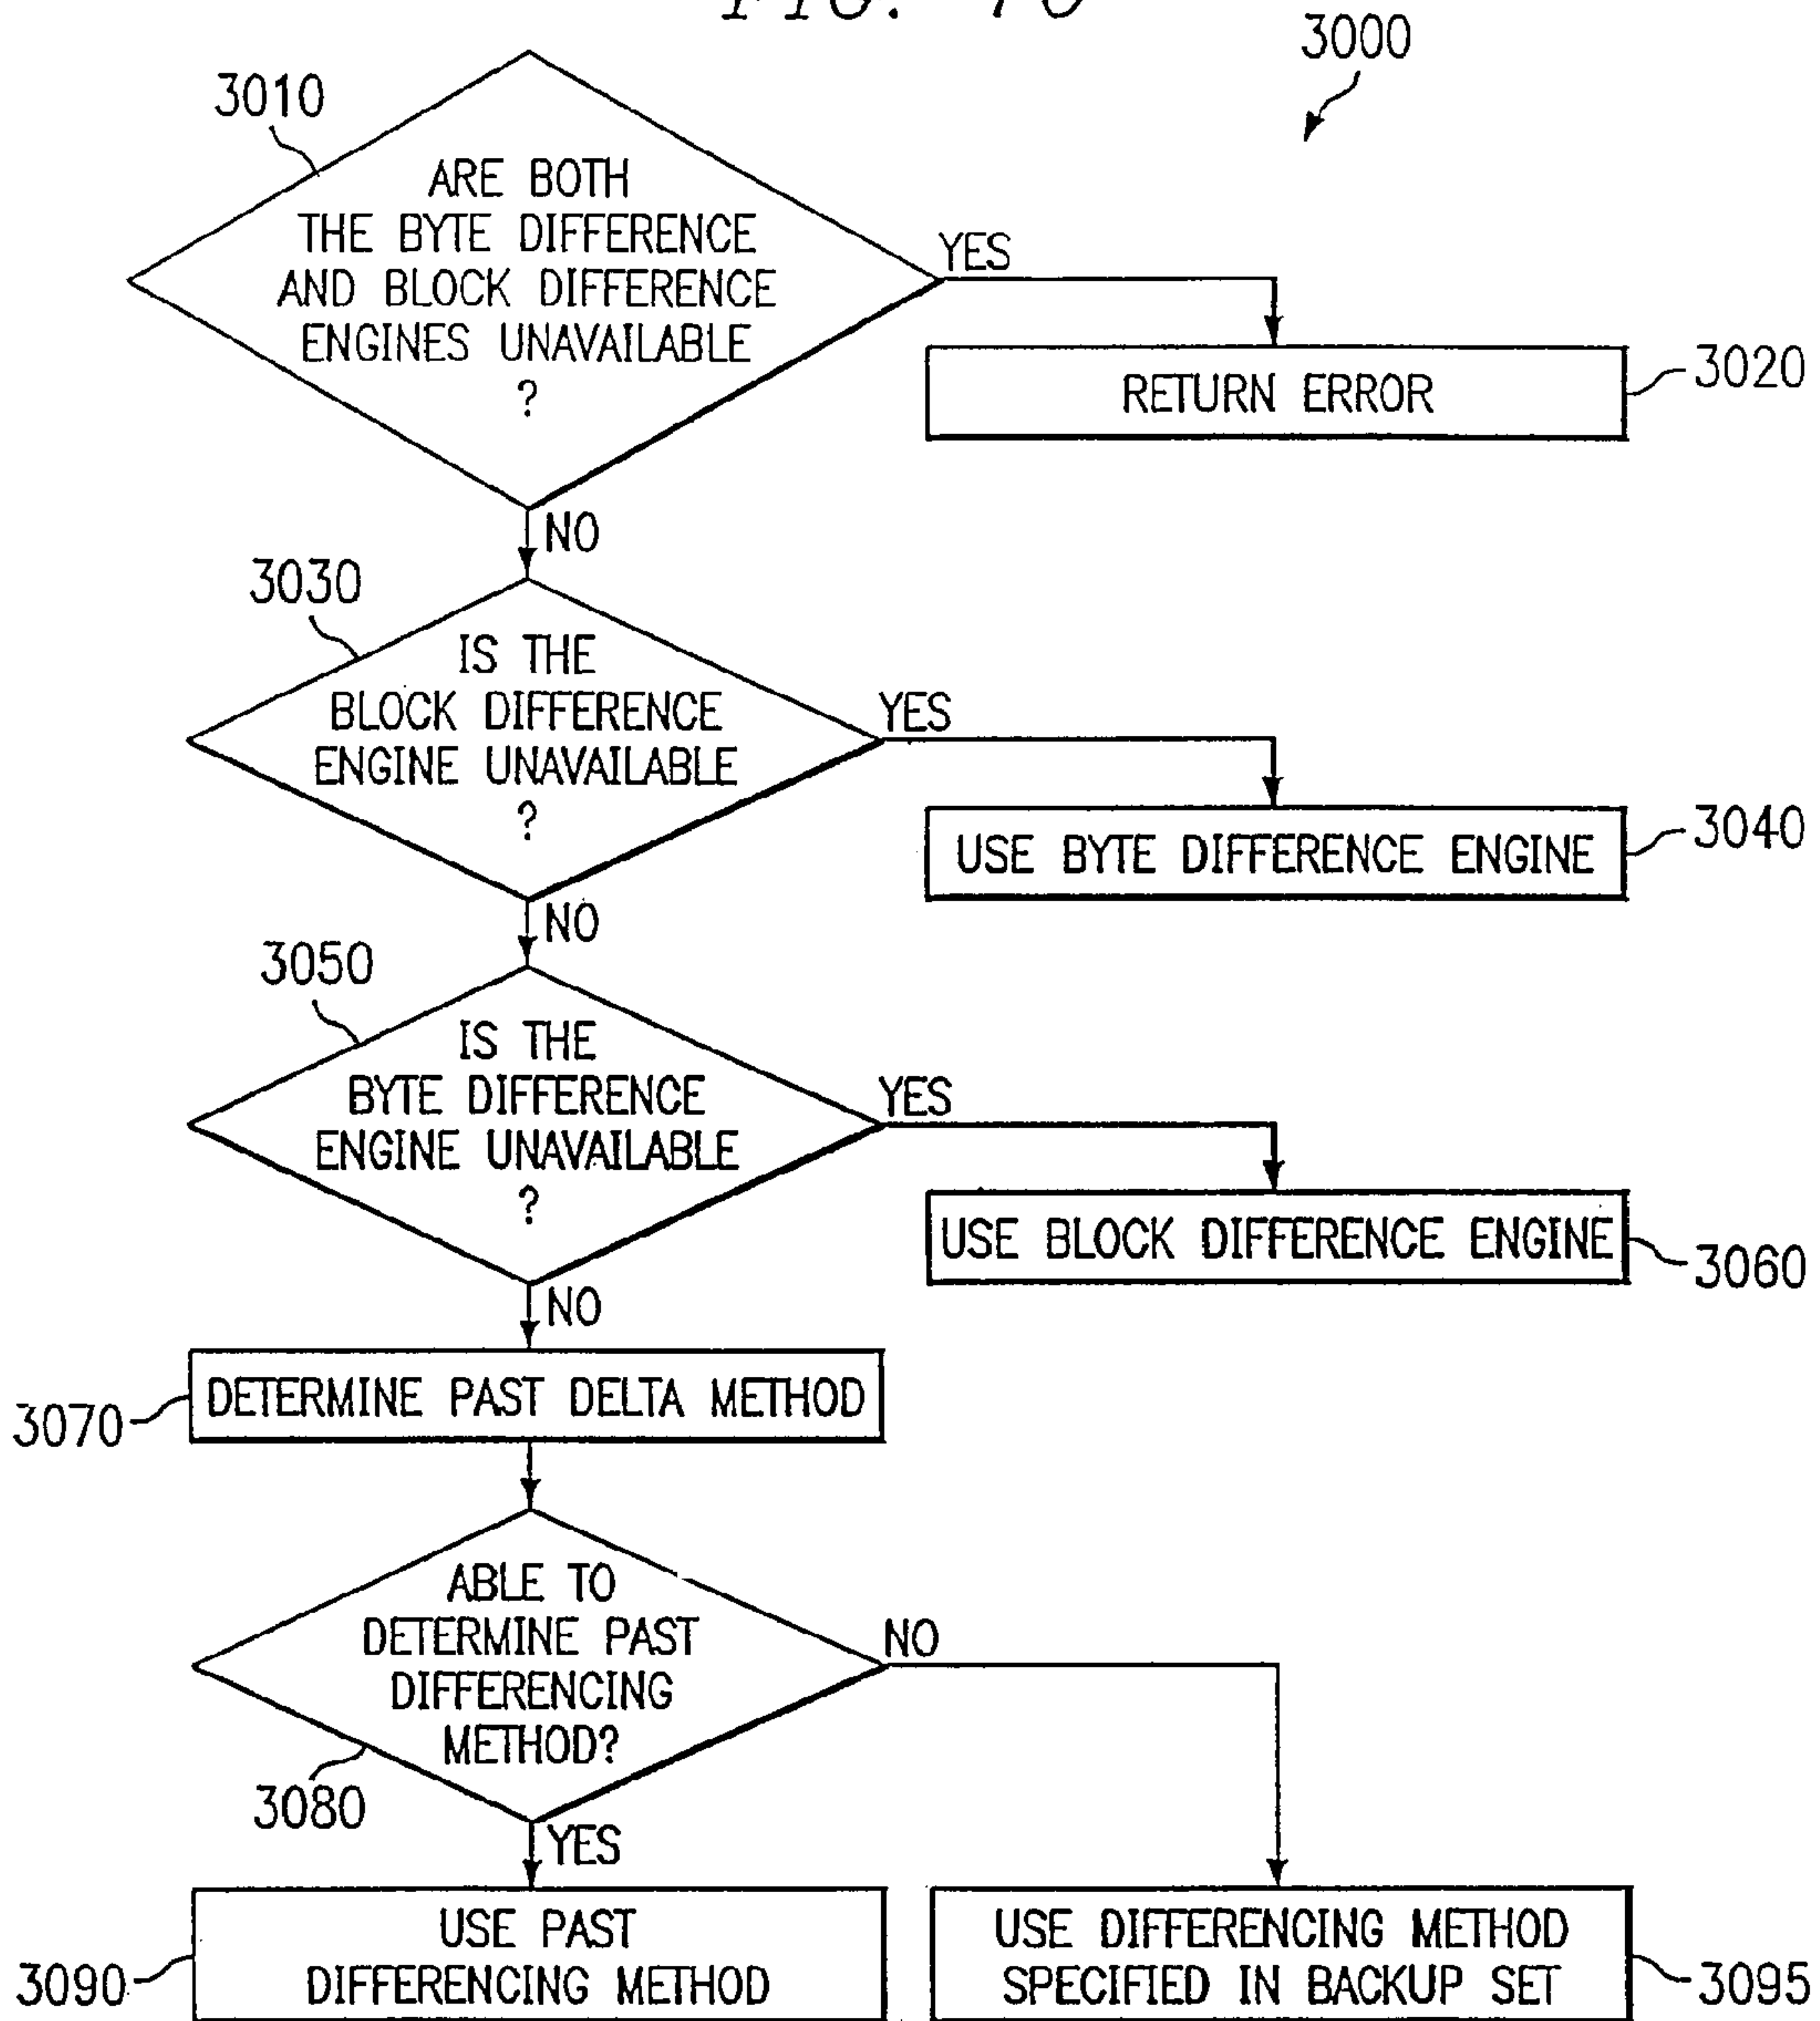 FIG.
3000
3010
ARE BOTH
THE BYTE DIFFERENCE
AND BLOCK DIFFERENCE
ENGINES UNAVAILABLE
?
YES
RETURN ERROR
3020
NO
3030
IS THE
BLOCK DIFFERENCE
ENGINE UNAVAILABLE
?
YES
USE BYTE DIFFERENCE ENGINE
3040
NO
3050
IS THE
BYTE DIFFERENCE
ENGINE UNAVAILABLE
?
YES
USE BLOCK DIFFERENCE ENGINE
3060
NO
DETERMINE PAST DELTA METHOD
3070
ABLE TO
DETERMINE PAST
DIFFERENCING
METHOD?
NO
3080
YES
USE PAST
DIFFERENCING METHOD
3090
USE DIFFERENCING METHOD
SPECIFIED IN BACKUP SET
3095